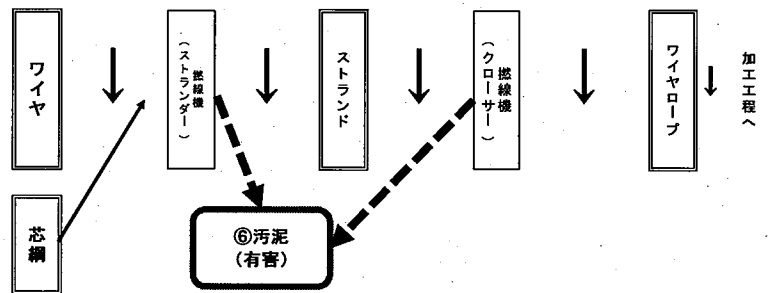 ワイヤ
撚線機
(ストランダー)
ストランド
撚線機
(クローサー)
ワイヤロープ
加工工程へ
芯綱
⑥汚泥
(有害)